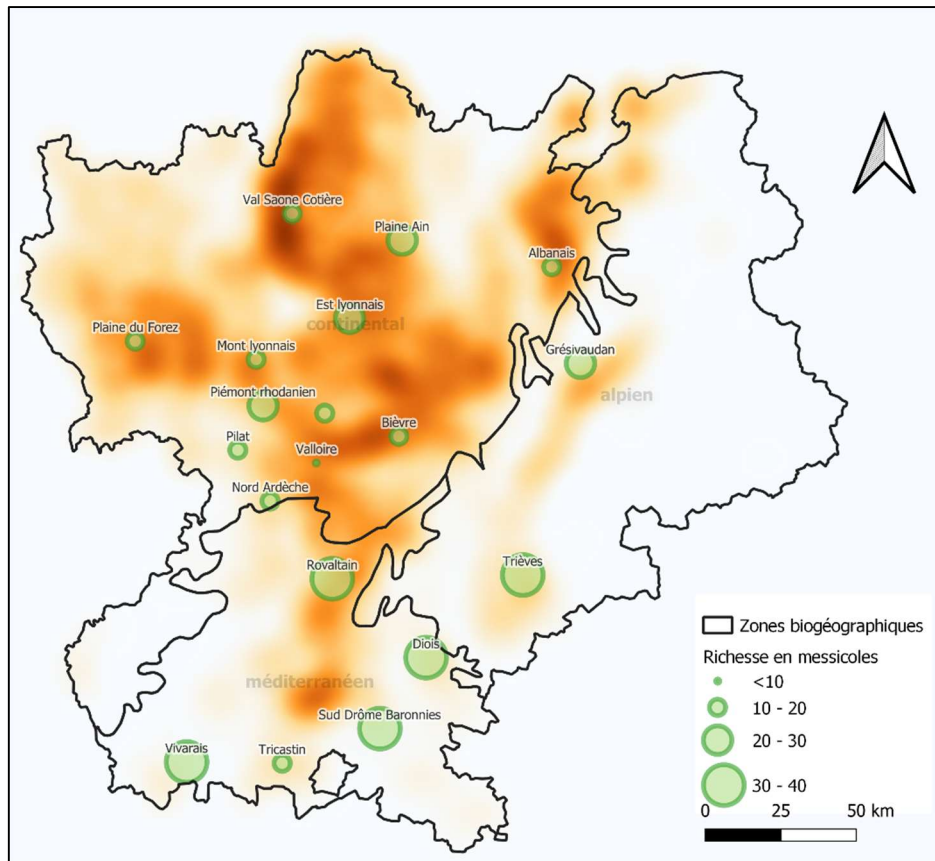 Val Saone Cotière
Plaine Ain
Albanais
Est lyonnais
continental
Plaine du Forez
Mont lyonnais
Grésivaudan
alpien
Piémont rhodanien
Bièvre
Pilat
Valloire
Nord Ardèche
Rovaltain
Trièves
Diois
méditerranéen
Sud Drôme Baronnies
Vivarais
Tricastin
Zones biogéographiques
Richesse en messicoles
<10
10 - 20
20 - 30
30 - 40
0 25 50 km